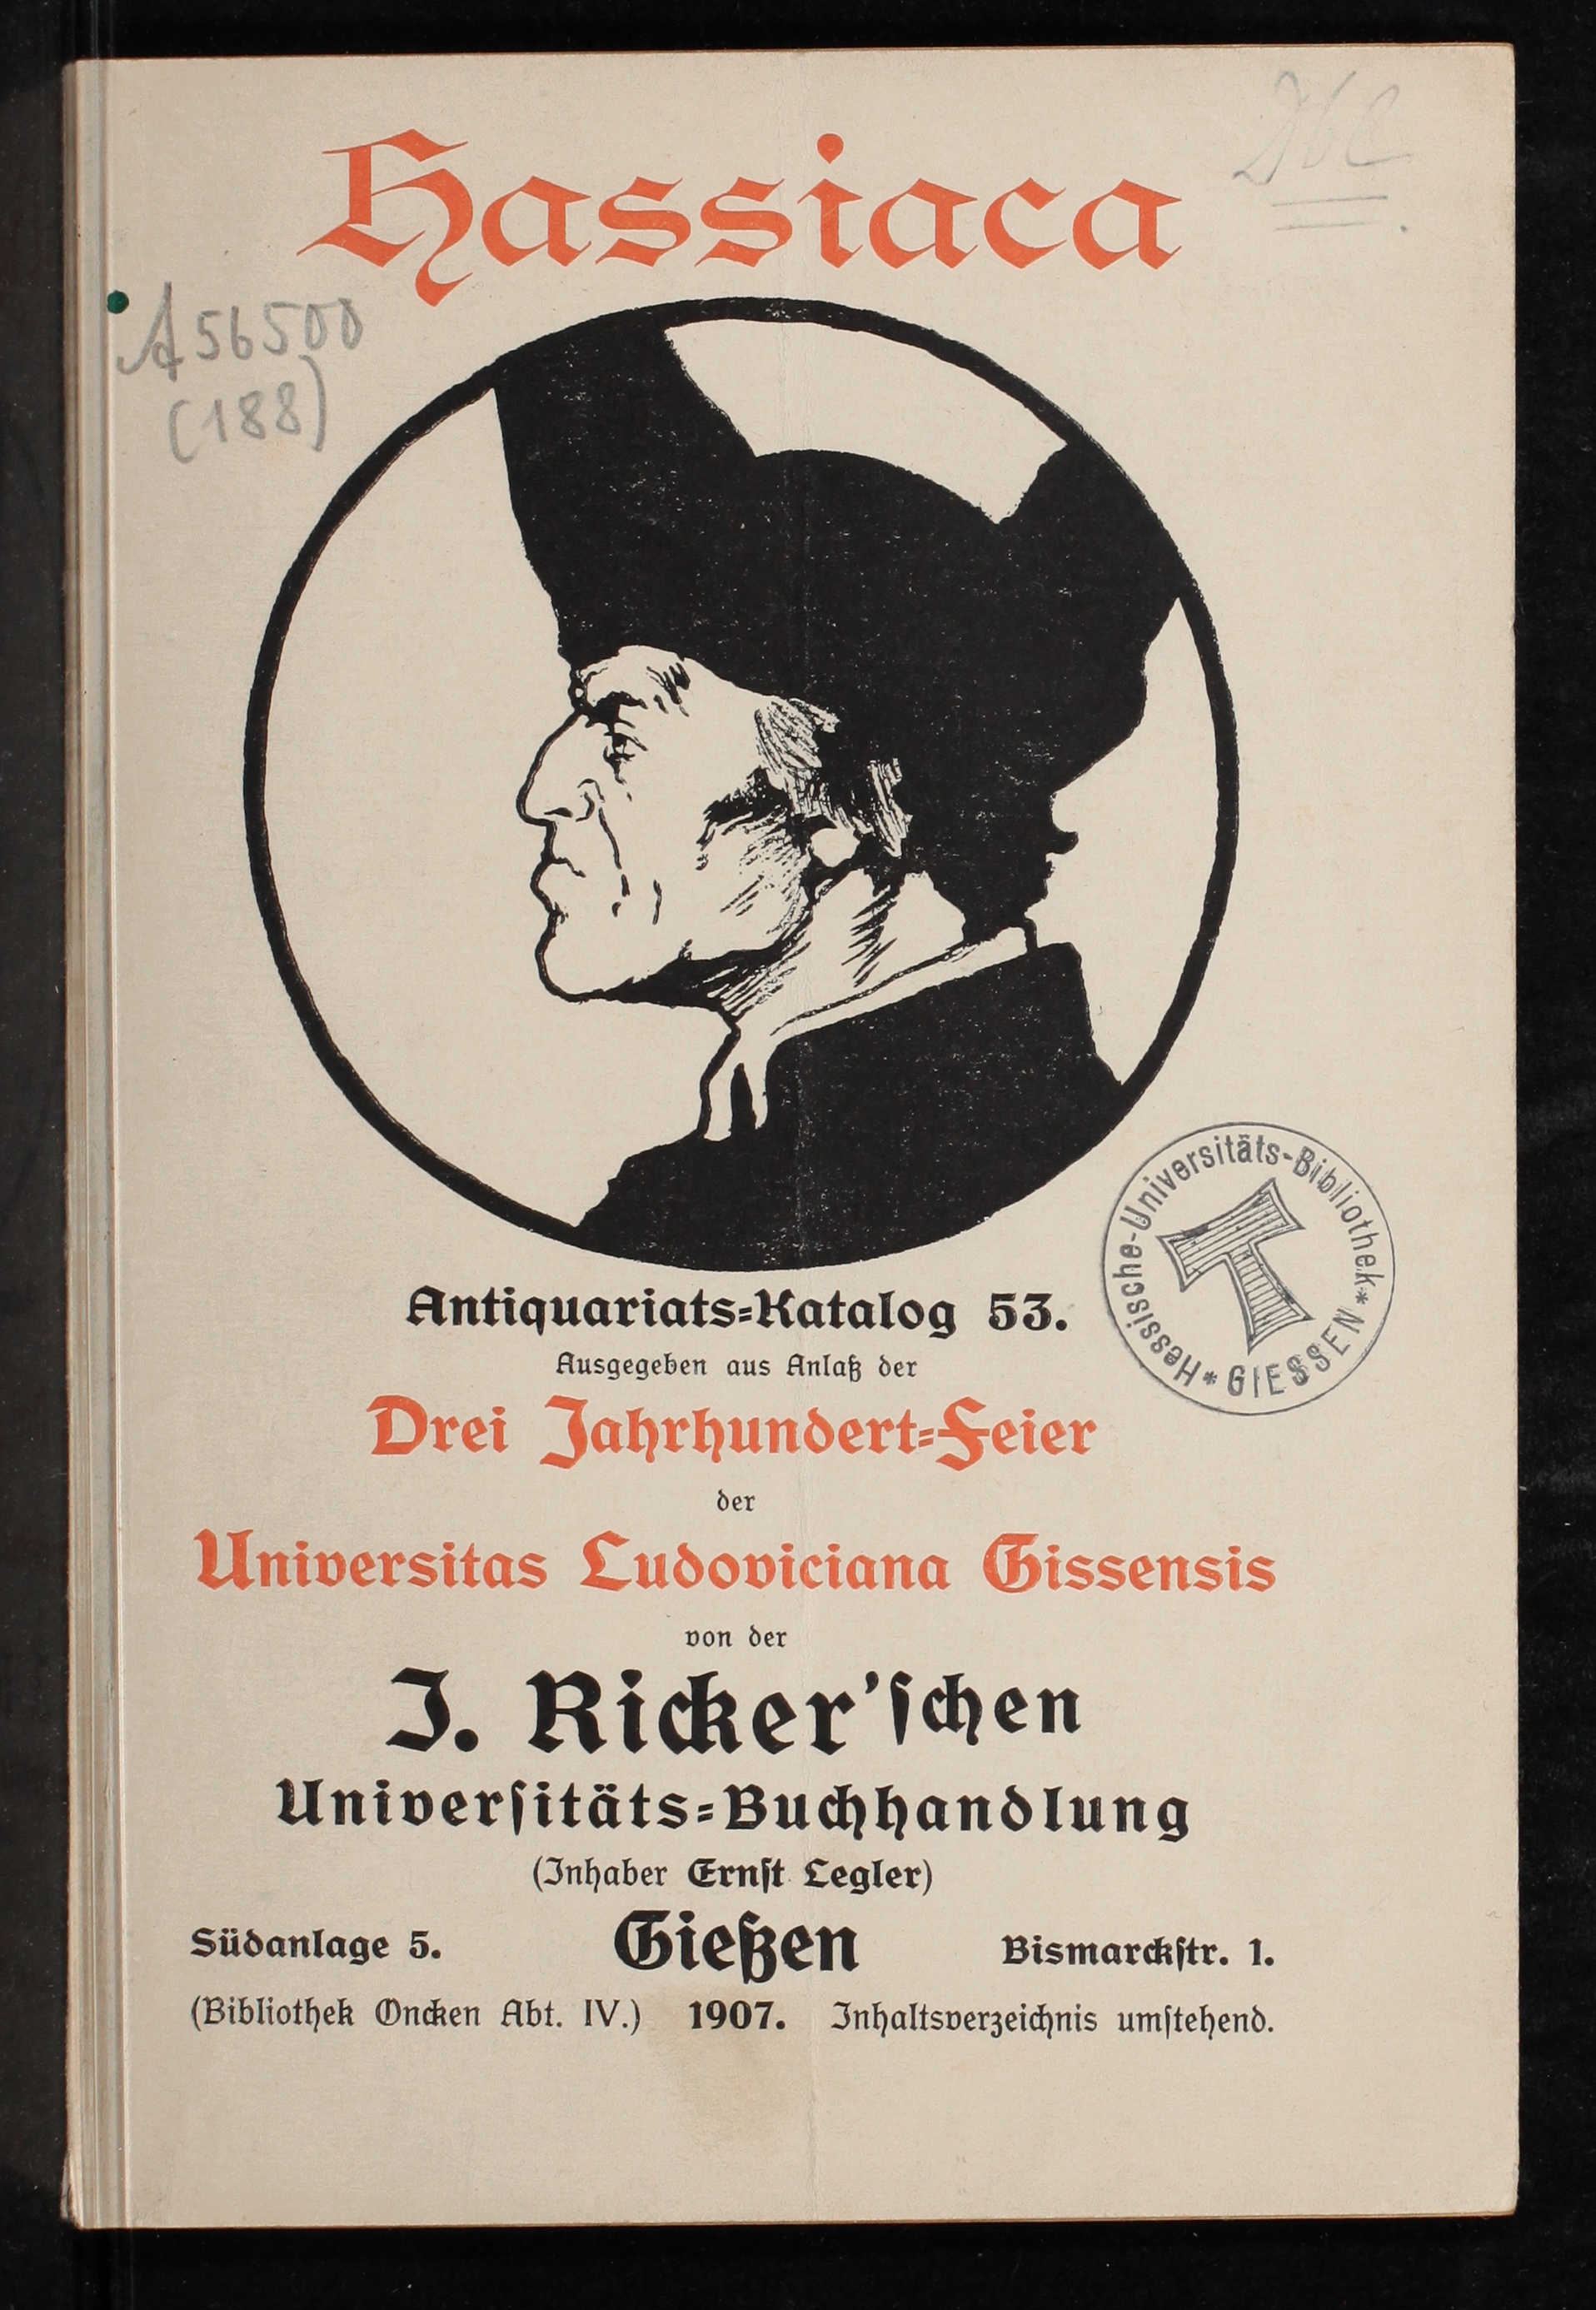 Hassiaca
A 56500
(188)
Antiquariats-Katalog 53.
Ausgegeben aus Anlaß der
Drei Jahrhundert-Feier
der
Universitas Ludoviciana Gissensis
von der
J. Ricker'ſchen
Univerſitäts-Buchhandlung
(Inhaber Ernſt Legler)
Südanlage 5. Gießen Bismarckſtr. 1.
(Bibliothek Oncken Abt. IV.) 1907. Inhaltsverzeichnis umſtehend.
Hessische-Universitäts-Bibliothek * GIESSEN *